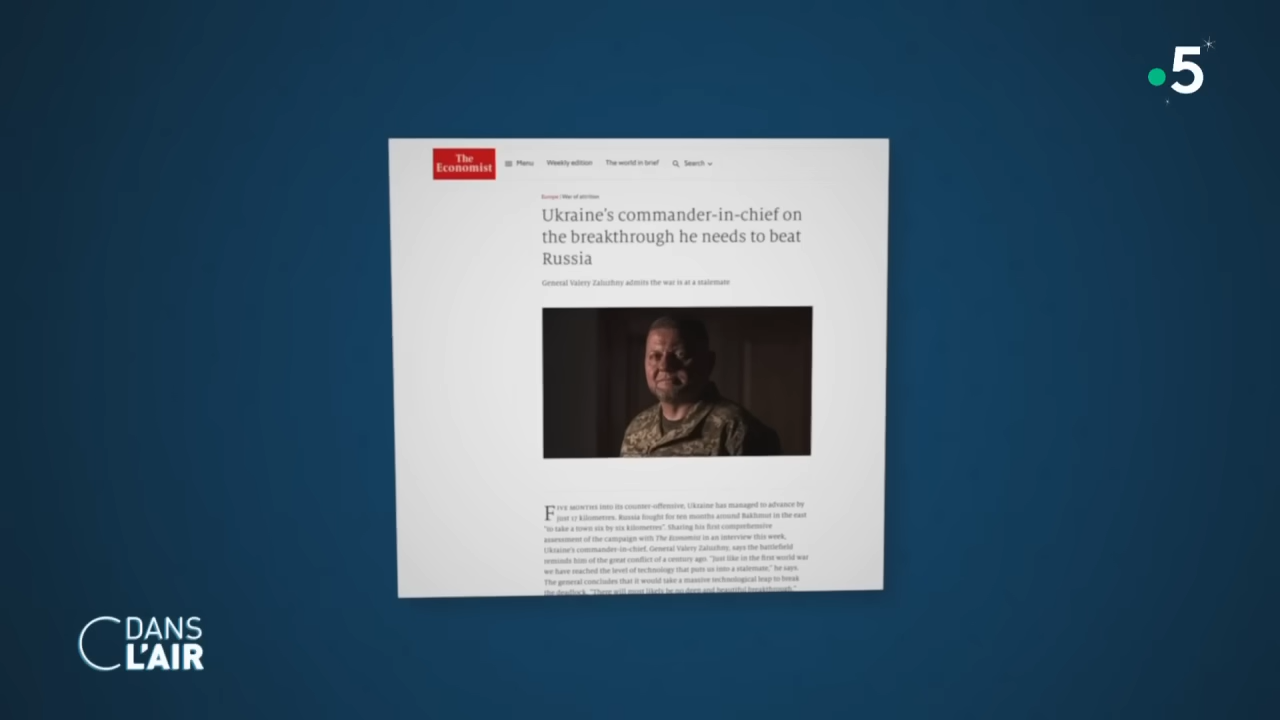 5
The
Economist
Menu
Weekly edition
The world in brief
Search
Europe | War of attrition
Ukraine's commander-in-chief on
the breakthrough he needs to beat
Russia
General Valery Zaluzhny admits the war is at a stalemate
FIVE MONTHS into its counter-offensive, Ukraine has managed to advance by
just 17 kilometres. Russia fought for ten months around Bakhmut in the east
"to take a town six by six kilometres". Sharing his first comprehensive
assessment of the campaign with The Economist in an interview this week,
Ukraine's commander-in-chief, General Valery Zaluzhny, says the battlefield
reminds him of the great conflict of a century ago. "Just like in the first world war
we have reached the level of technology that puts us into a stalemate," he says.
The general concludes that it would take a massive technological leap to break
the deadlock. "There will most likely be no deep and beautiful breakthrough."
C DANS
L'AIR